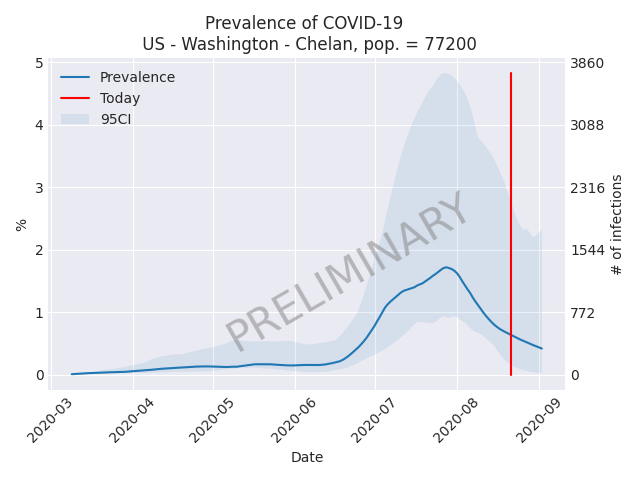 Prevalence of COVID-19
US - Washington - Chelan, pop. = 77200
Prevalence
Today
95CI
PRELIMINARY
5
4
3
2
1
0
%
3860
3088
2316
1544
772
0
# of infections
2020-03
2020-04
2020-05
2020-06
2020-07
2020-08
2020-09
Date